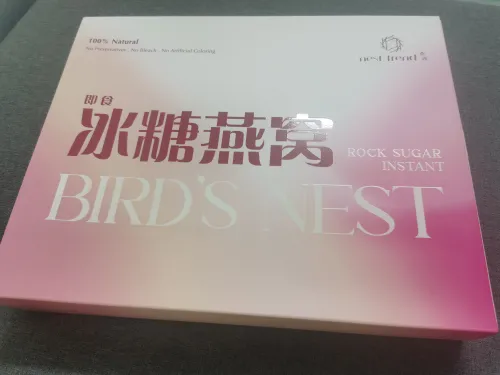 100% Natural
No Preservatives . No Bleach . No Artificial Coloring
nest trend
即食
冰糖燕窝
ROCK SUGAR
INSTANT
BIRD'S NEST